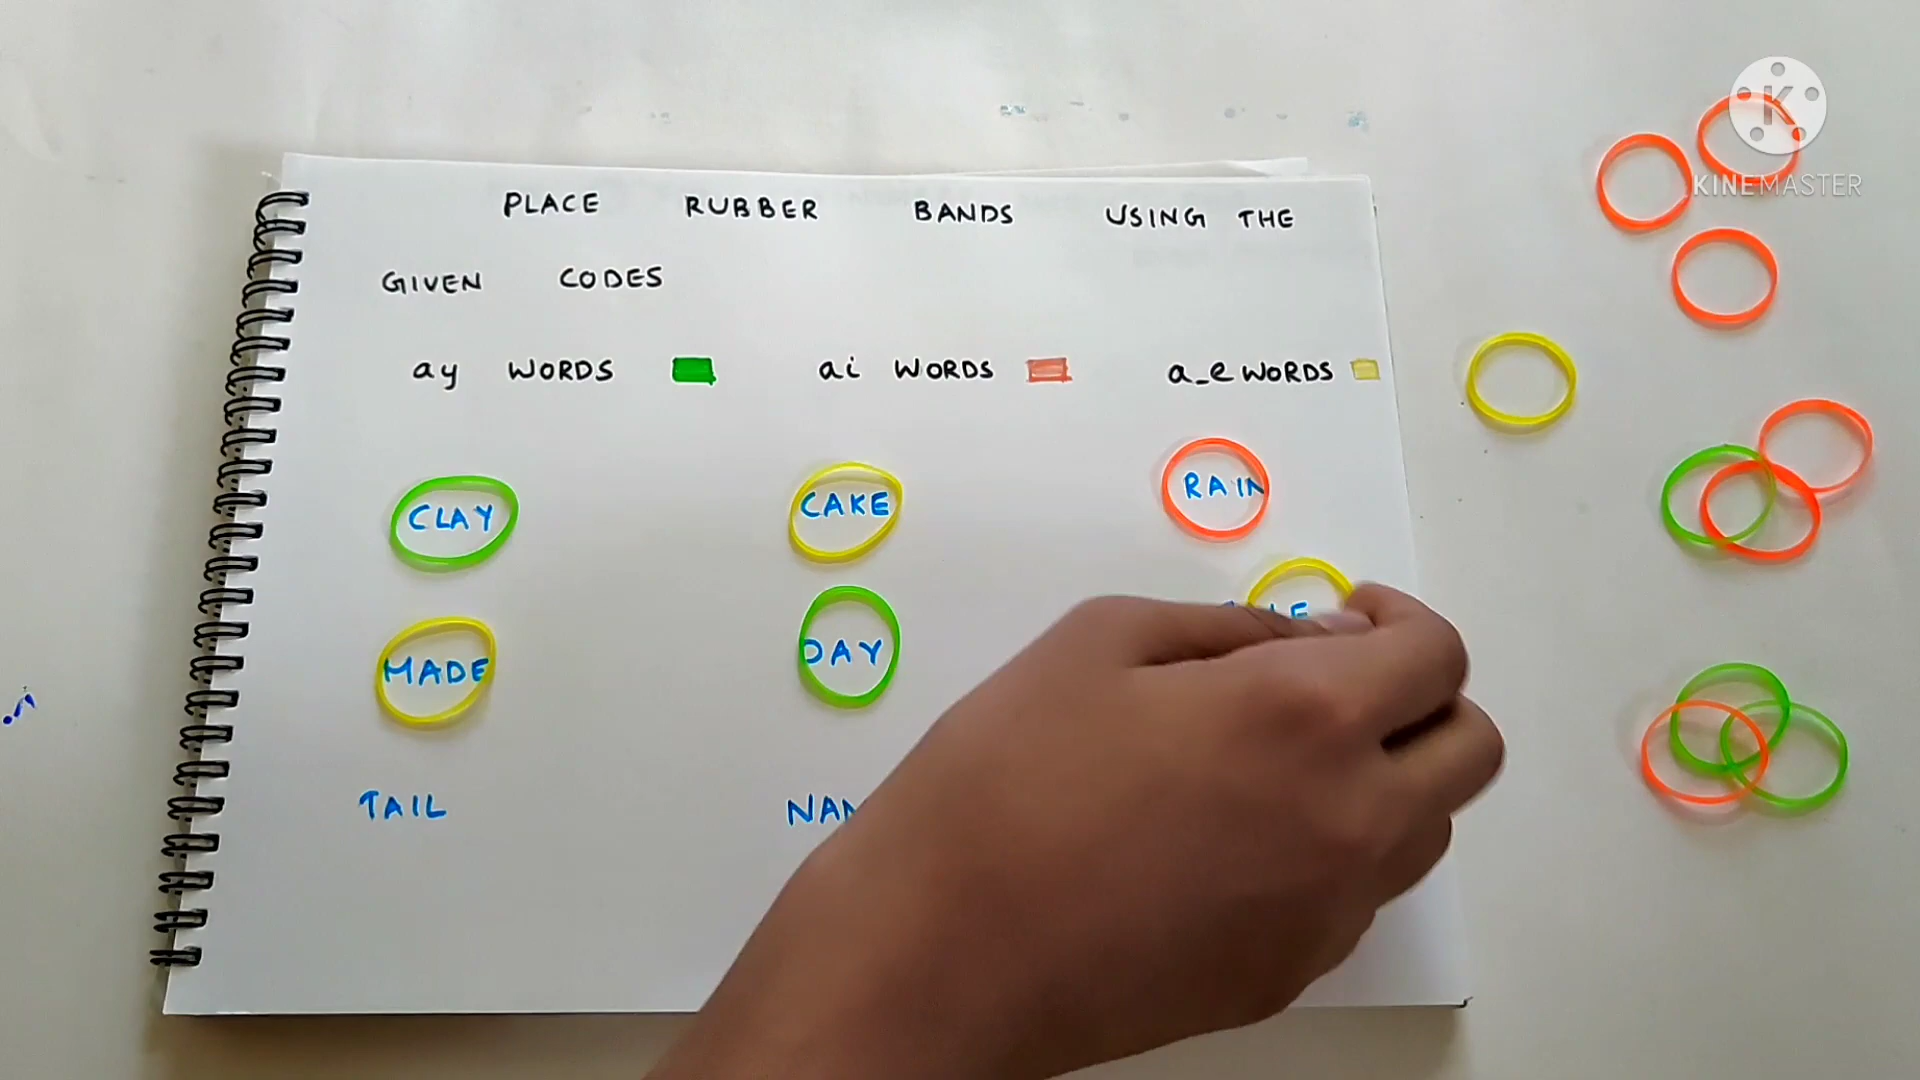 PLACE RUBBER BANDS USING THE
GIVEN CODES
ay WORDS ai WORDS a_e WORDS
CLAY CAKE RAIN
MADE DAY
TAIL
K
KINEMASTER